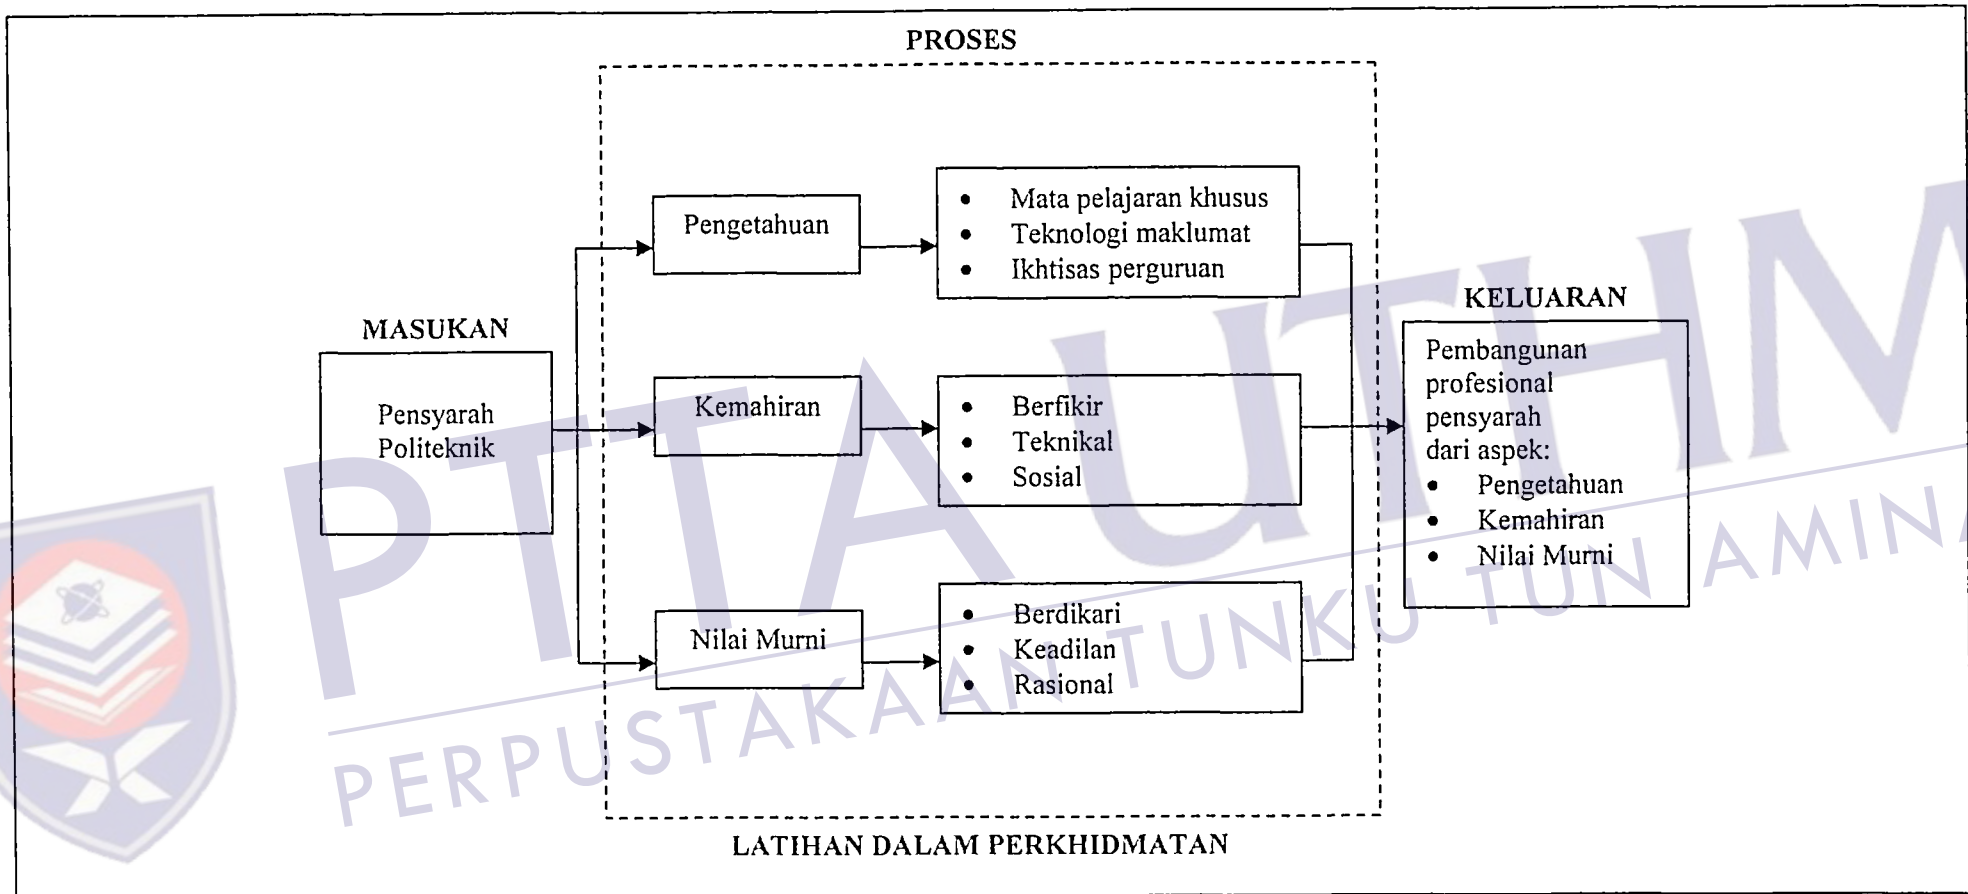 PROSES
Pengetahuan
• Mata pelajaran khusus
• Teknologi maklumat
• Ikhtisas perguruan
MASUKAN
Pensyarah
Politeknik
Kemahiran
• Berfikir
• Teknikal
• Sosial
Nilai Murni
• Berdikari
• Keadilan
• Rasional
KELUARAN
Pembangunan
profesional
pensyarah
dari aspek:
• Pengetahuan
• Kemahiran
• Nilai Murni
LATIHAN DALAM PERKHIDMATAN
PTTA UTHM
PERPUSTAKAAN TUNKU TUN AMINA